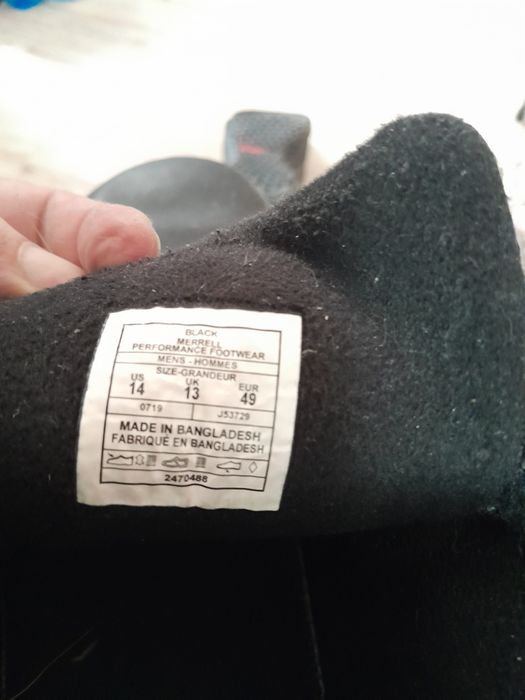 BLACK
MERRELL
PERFORMANCE FOOTWEAR
MENS - HOMMES
SIZE-GRANDEUR
US UK EUR
14 13 49
0719 J53729
MADE IN BANGLADESH
FABRIQUÉ EN BANGLADESH
2470488